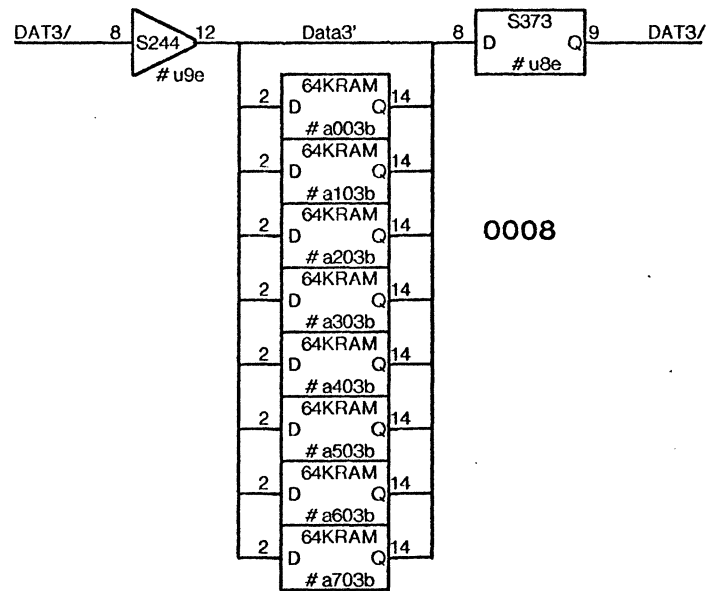 DAT3/ 8 S244 12 Data3' 8 S373 9 DAT3/
D Q
# u9e # u8e
64KRAM
2 D Q 14
# a003b
64KRAM
2 D Q 14
# a103b
64KRAM
2 D Q 14
# a203b
0008
64KRAM
2 D Q 14
# a303b
64KRAM
2 D Q 14
# a403b
64KRAM
2 D Q 14
# a503b
64KRAM
2 D Q 14
# a603b
64KRAM
2 D Q 14
# a703b